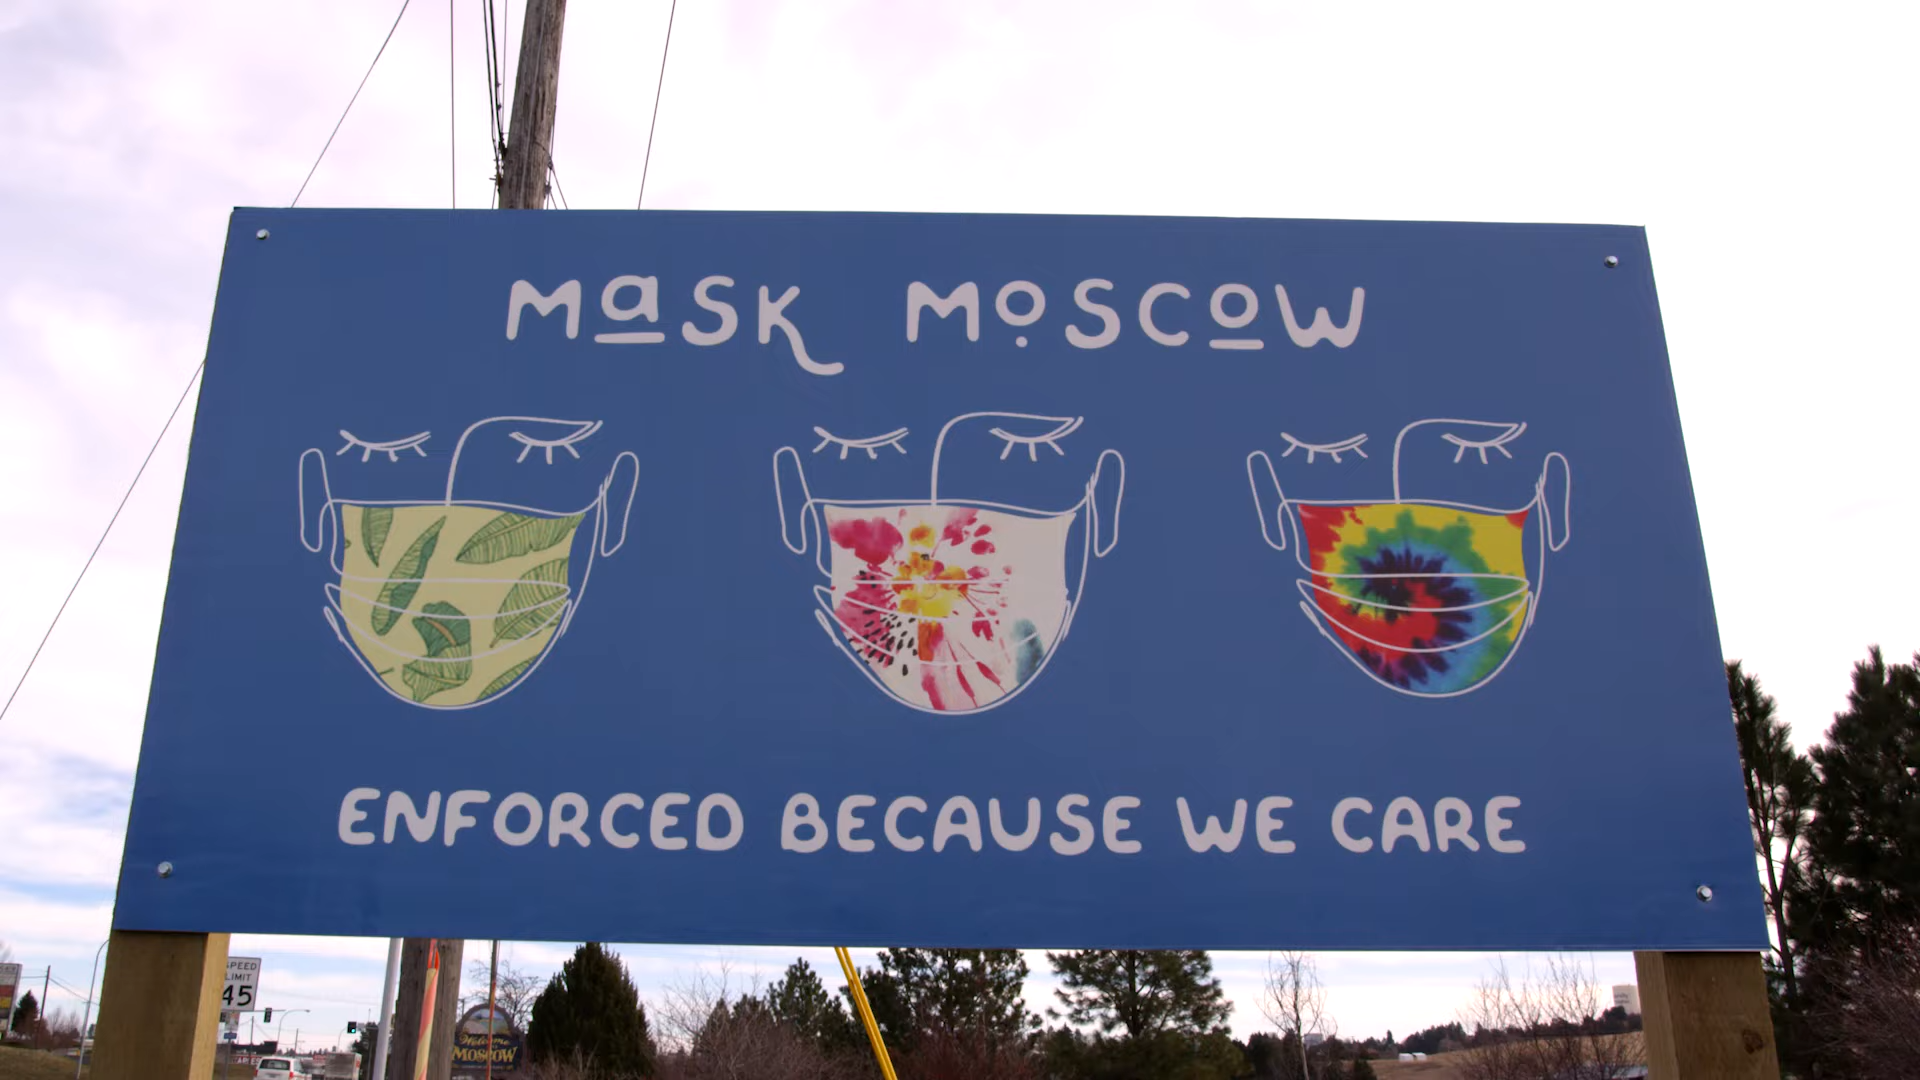 Mask Moscow
ENFORCED BECAUSE WE CARE
SPEED
LIMIT
45
Welcome
MOSCOW